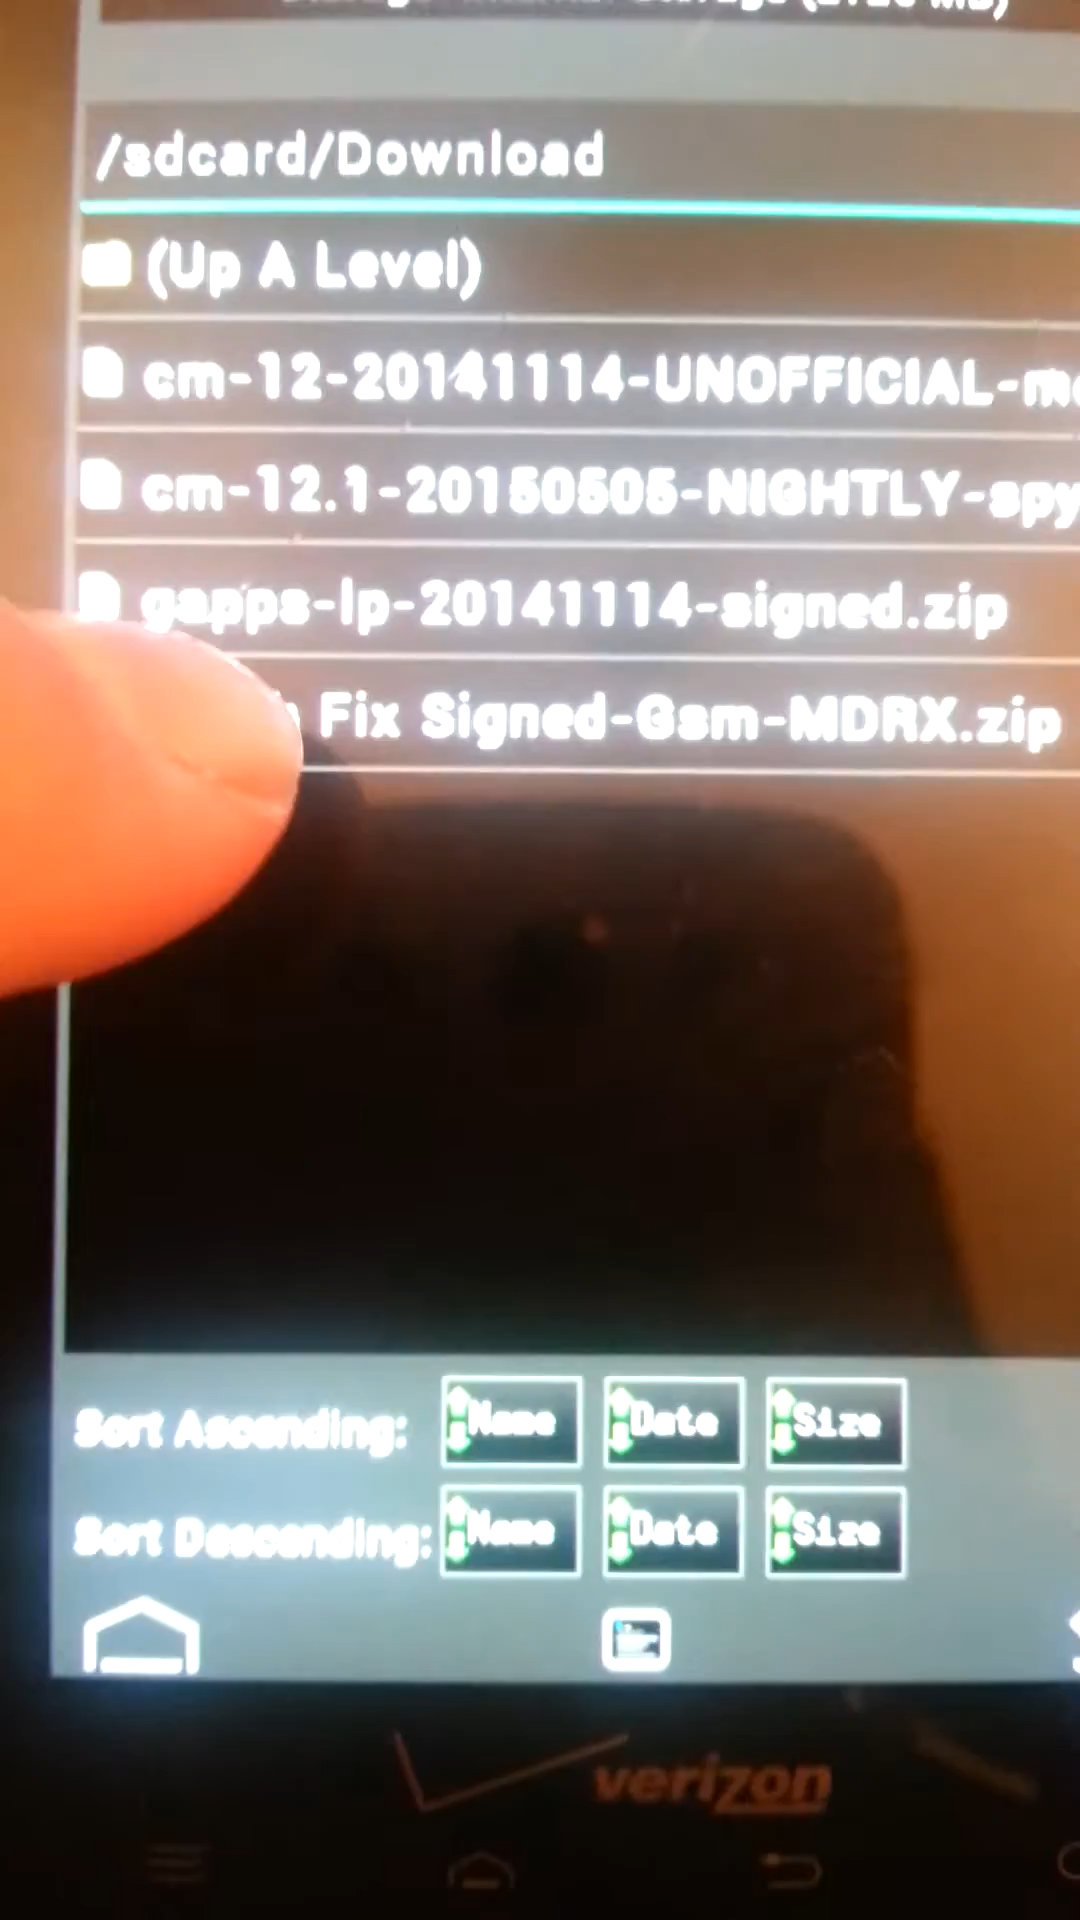 /sdcard/Download
(Up A Level)
cm-12-20141114-UNOFFICIAL-m
cm-12.1-20150505-NIGHTLY-spy
gapps-lp-20141114-signed.zip
Fix Signed-Gsm-MDRX.zip
Sort Ascending: Name Date Size
Sort Descending: Name Date Size
verizon